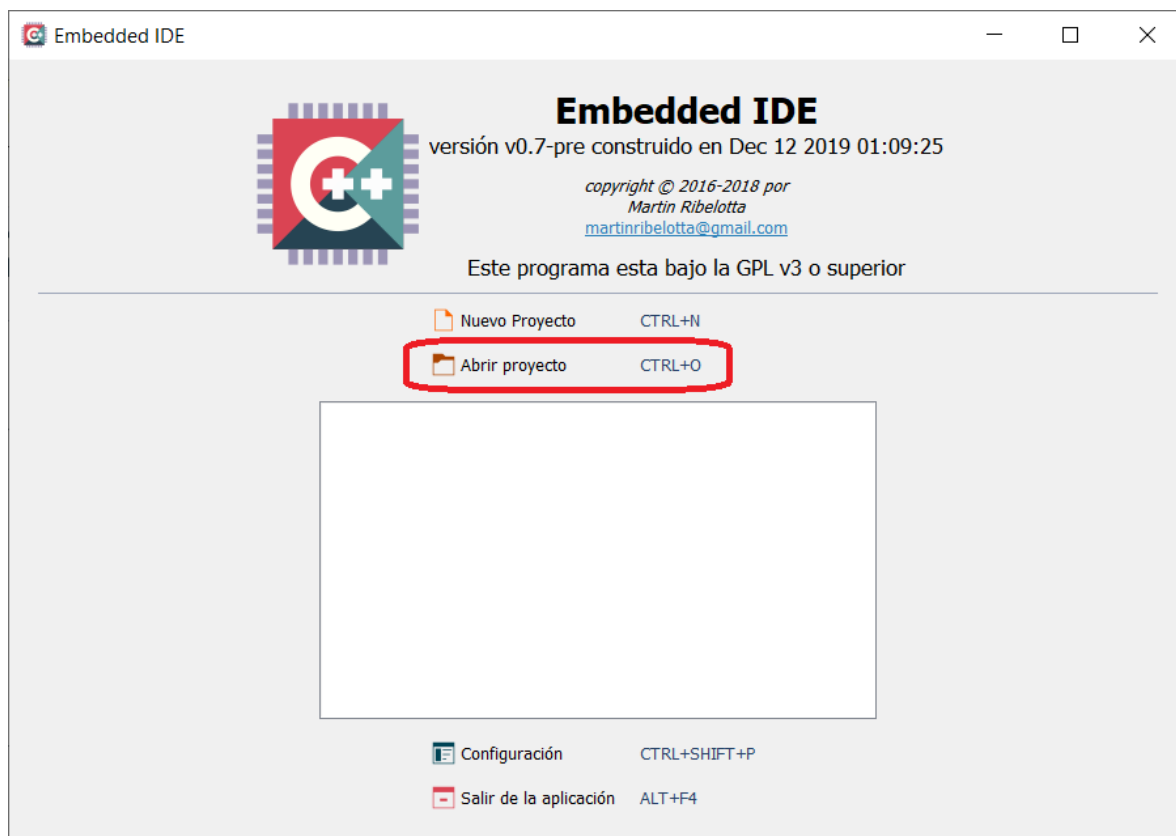 Embedded IDE
Embedded IDE
versión v0.7-pre construido en Dec 12 2019 01:09:25
copyright © 2016-2018 por
Martin Ribelotta
martinribelotta@gmail.com
Este programa esta bajo la GPL v3 o superior
Nuevo Proyecto CTRL+N
Abrir proyecto CTRL+O
Configuración CTRL+SHIFT+P
Salir de la aplicación ALT+F4